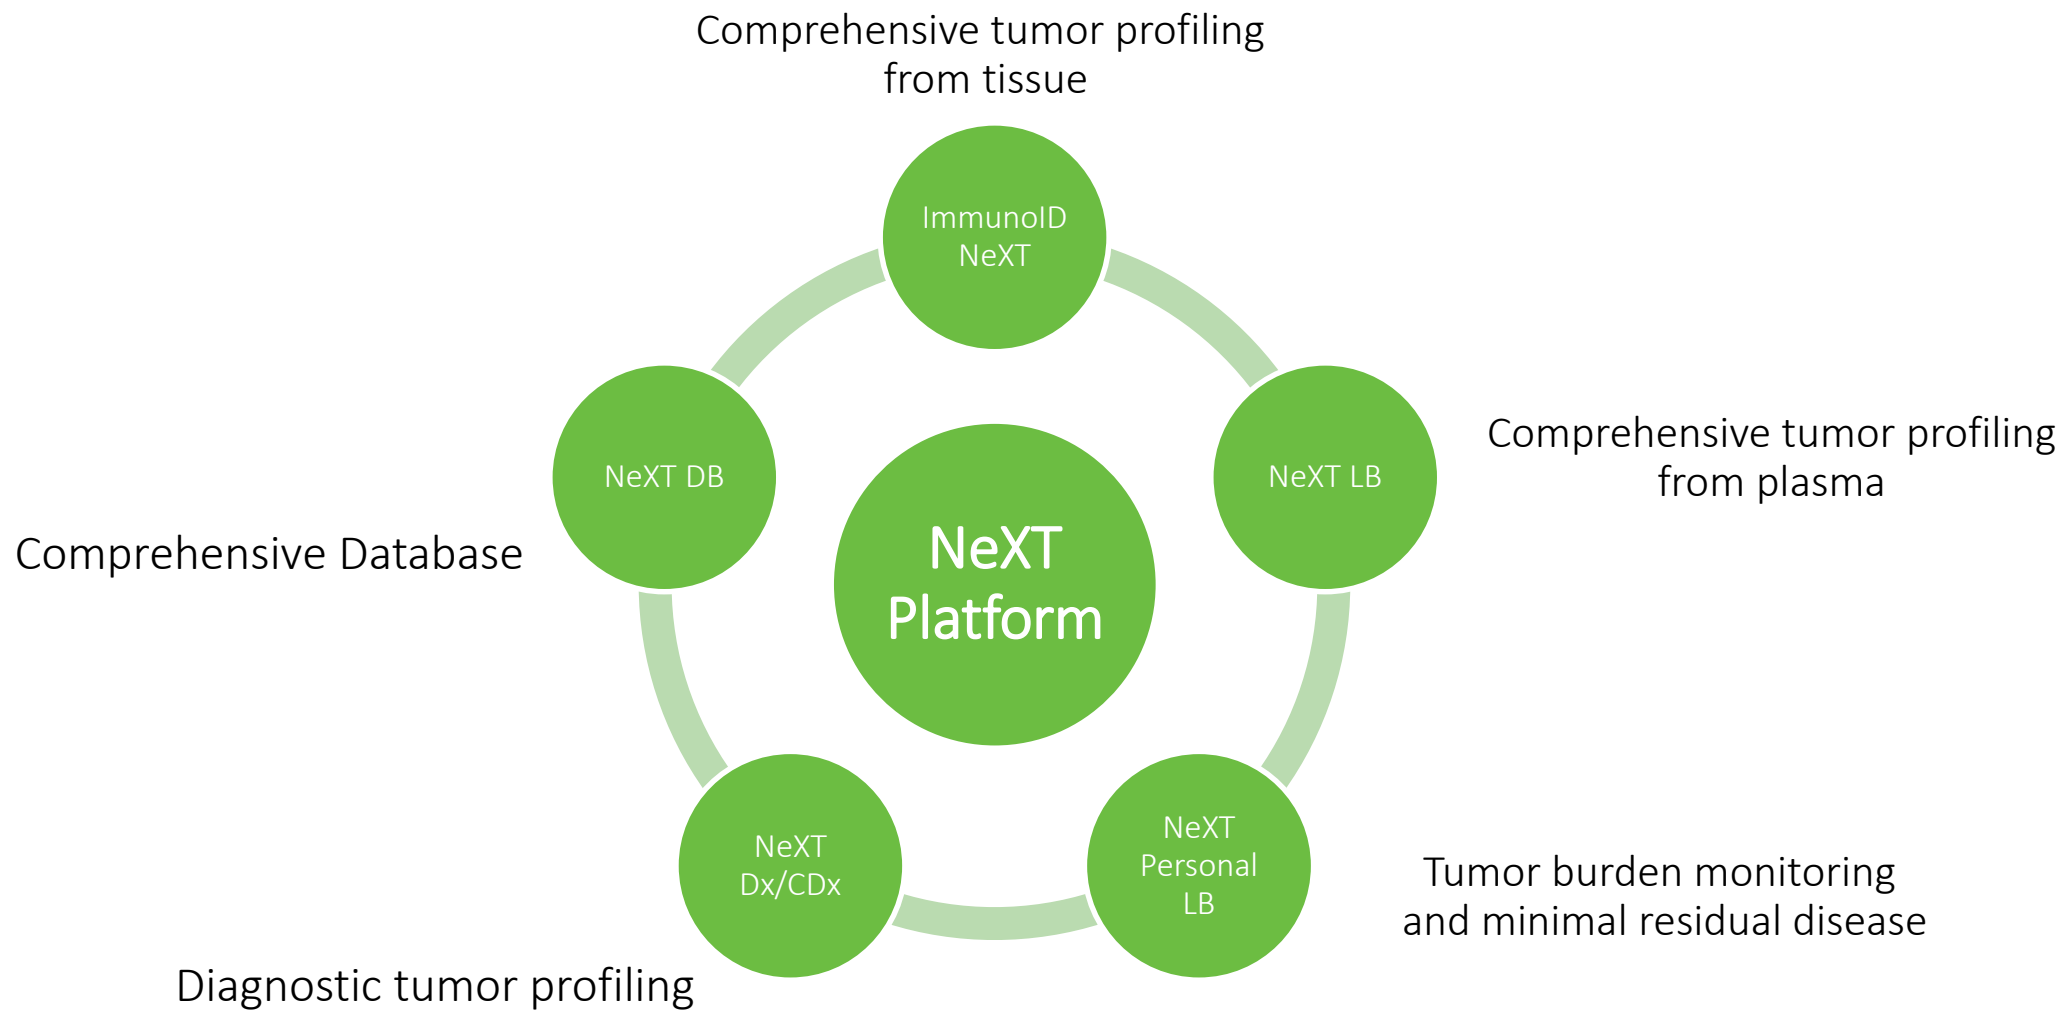 Comprehensive tumor profiling
from tissue
ImmunoID
NeXT
NeXT DB
NeXT LB
Comprehensive tumor profiling
from plasma
Comprehensive Database
NeXT
Platform
NeXT
Dx/CDx
NeXT
Personal
LB
Tumor burden monitoring
and minimal residual disease
Diagnostic tumor profiling